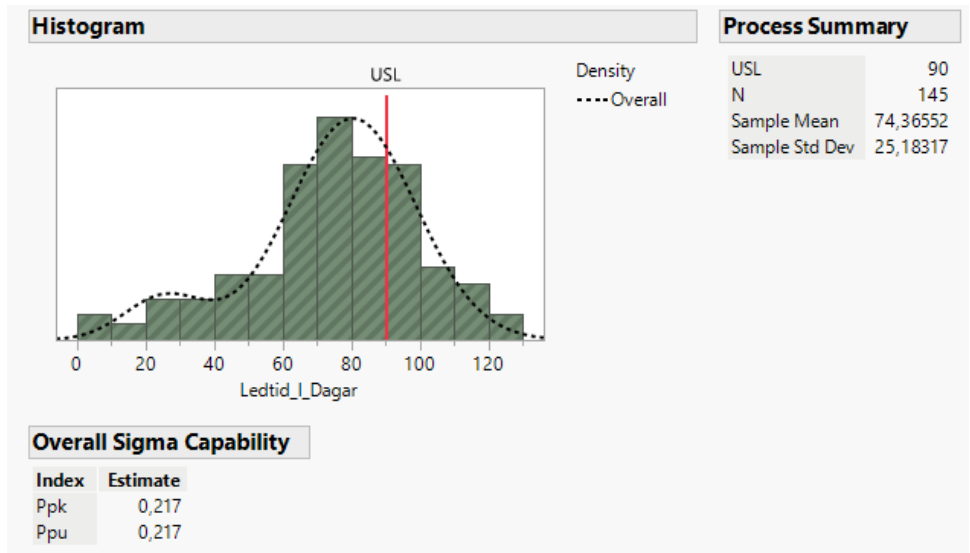 Histogram
USL
Density
Overall
0 20 40 60 80 100 120
Ledtid_I_Dagar
Process Summary
USL 90
N 145
Sample Mean 74,36552
Sample Std Dev 25,18317
Overall Sigma Capability
Index Estimate
Ppk 0,217
Ppu 0,217